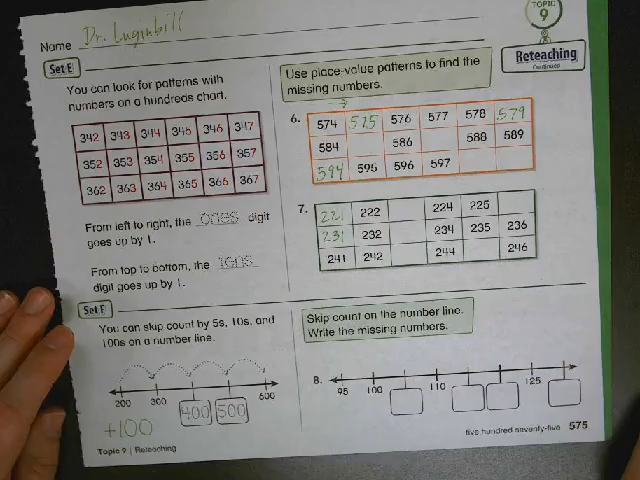 Name Dr. Luginbill
TOPIC
9
Reteaching
Continued
Set E
You can look for patterns with
numbers on a hundreds chart.
342 343 344 345 346 347
352 353 354 355 356 357
362 363 364 365 366 367
From left to right, the ones digit
goes up by 1.
From top to bottom, the tens
digit goes up by 1.
Use place-value patterns to find the
missing numbers.
6.
574 575 576 577 578 579
584 586 588 589
594 595 596 597
7.
221 222 224 225
231 232 234 235 236
241 242 244 246
Set F
You can skip count by 5s, 10s, and
100s on a number line.
200 300 400 500 600
+100
Skip count on the number line.
Write the missing numbers.
8.
95 100 110 125
Topic 9 | Reteaching
five hundred seventy-five 575